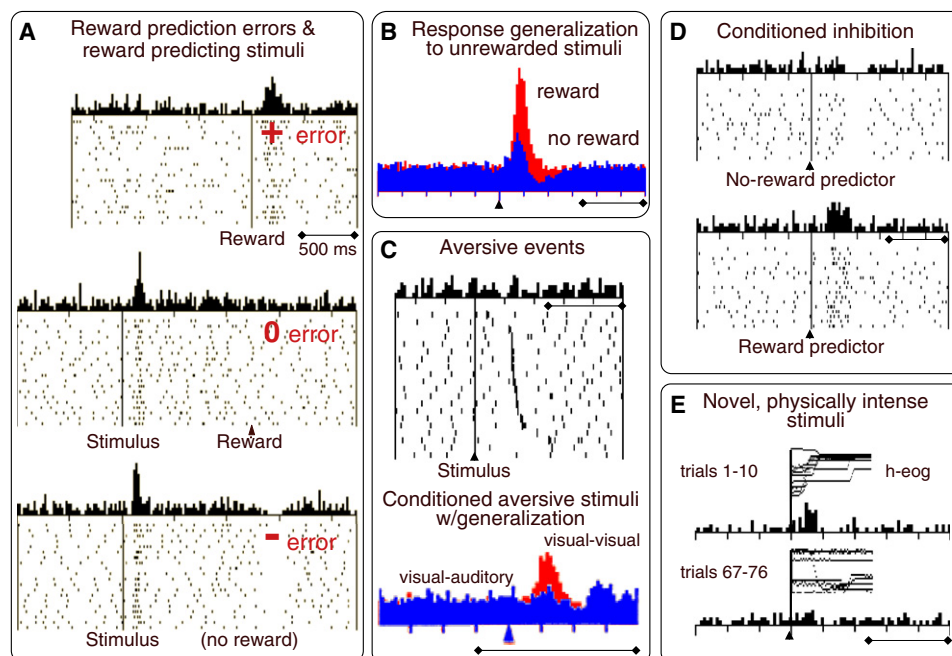 A
Reward prediction errors &
reward predicting stimuli
+ error
Reward
500 ms
0 error
Stimulus
Reward
- error
Stimulus (no reward)
B
Response generalization
to unrewarded stimuli
reward
no reward
C
Aversive events
Stimulus
Conditioned aversive stimuli
w/generalization
visual-visual
visual-auditory
D
Conditioned inhibition
No-reward predictor
Reward predictor
E
Novel, physically intense
stimuli
trials 1-10
h-eog
trials 67-76